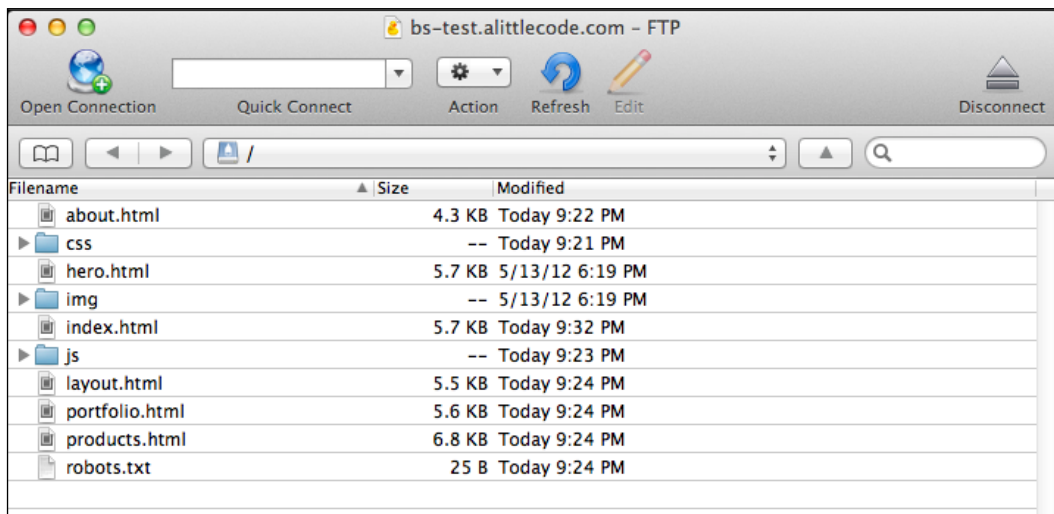 bs-test.alittlecode.com – FTP
Open Connection Quick Connect Action Refresh Edit Disconnect
/
Filename Size Modified
about.html 4.3 KB Today 9:22 PM
css -- Today 9:21 PM
hero.html 5.7 KB 5/13/12 6:19 PM
img -- 5/13/12 6:19 PM
index.html 5.7 KB Today 9:32 PM
js -- Today 9:23 PM
layout.html 5.5 KB Today 9:24 PM
portfolio.html 5.6 KB Today 9:24 PM
products.html 6.8 KB Today 9:24 PM
robots.txt 25 B Today 9:24 PM